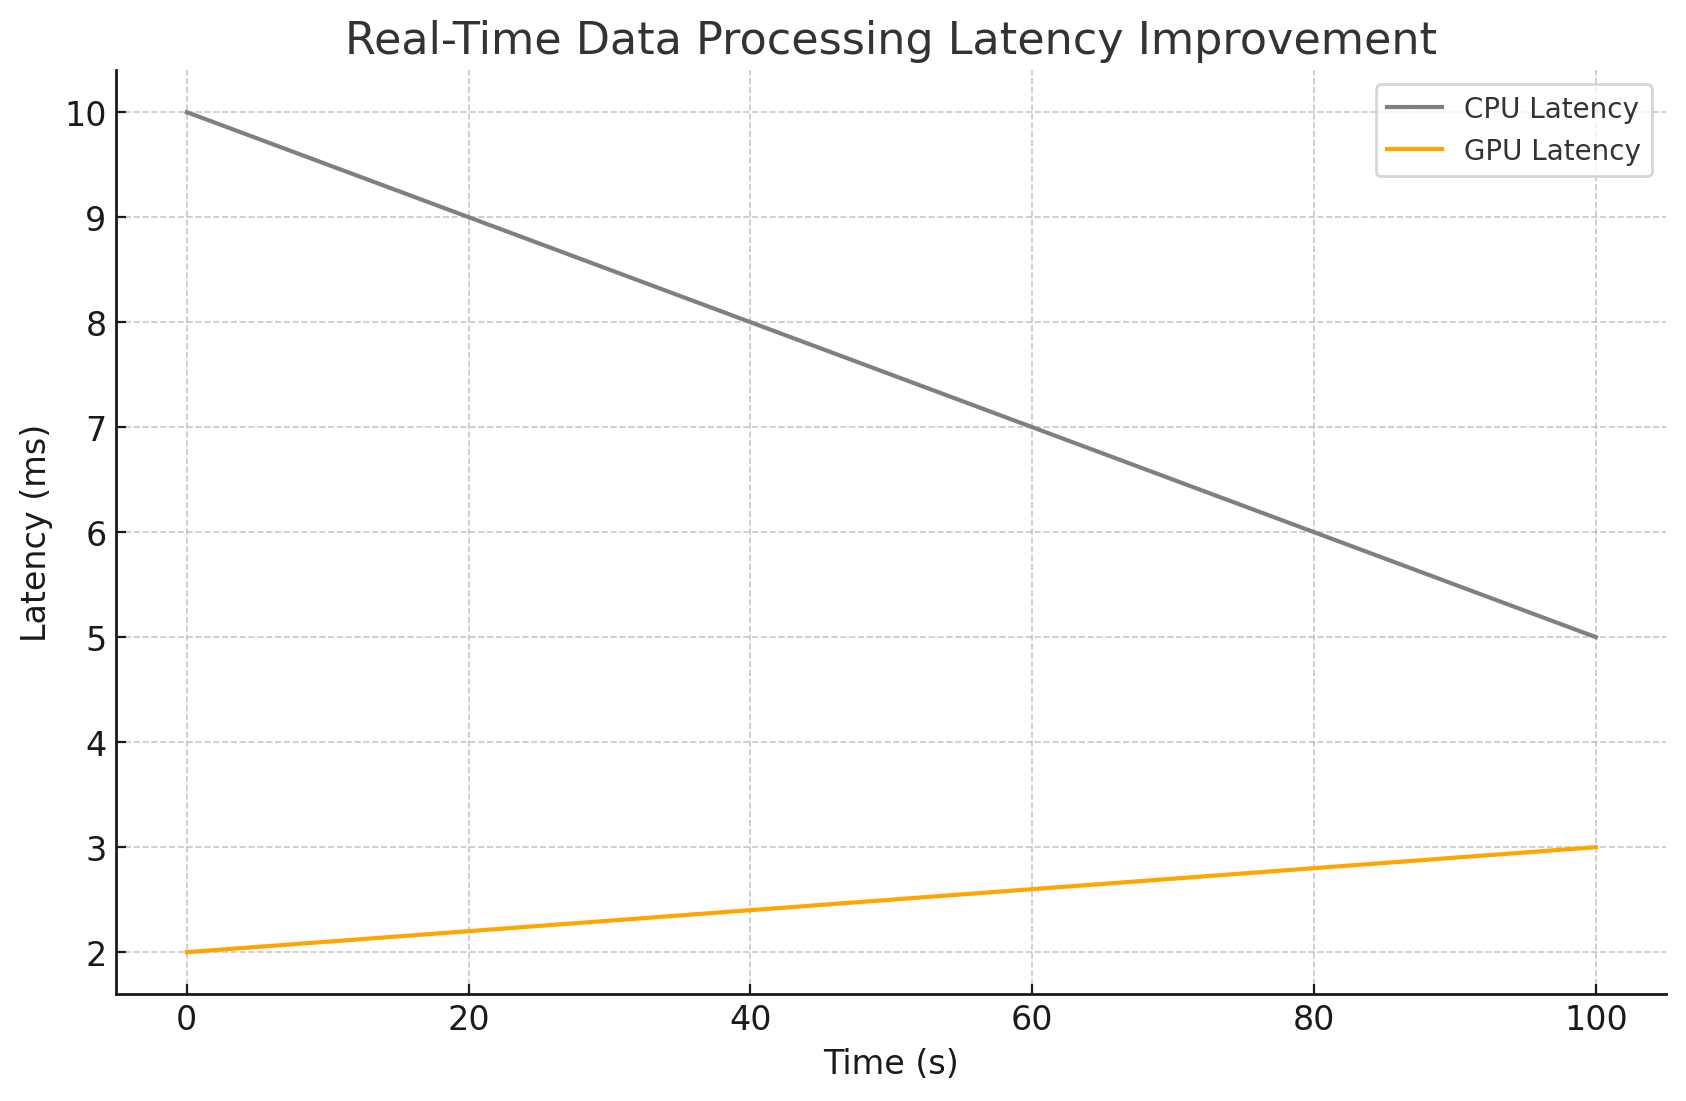 Real-Time Data Processing Latency Improvement
CPU Latency
GPU Latency
10
9
8
7
6
5
4
3
2
Latency (ms)
0 20 40 60 80 100
Time (s)